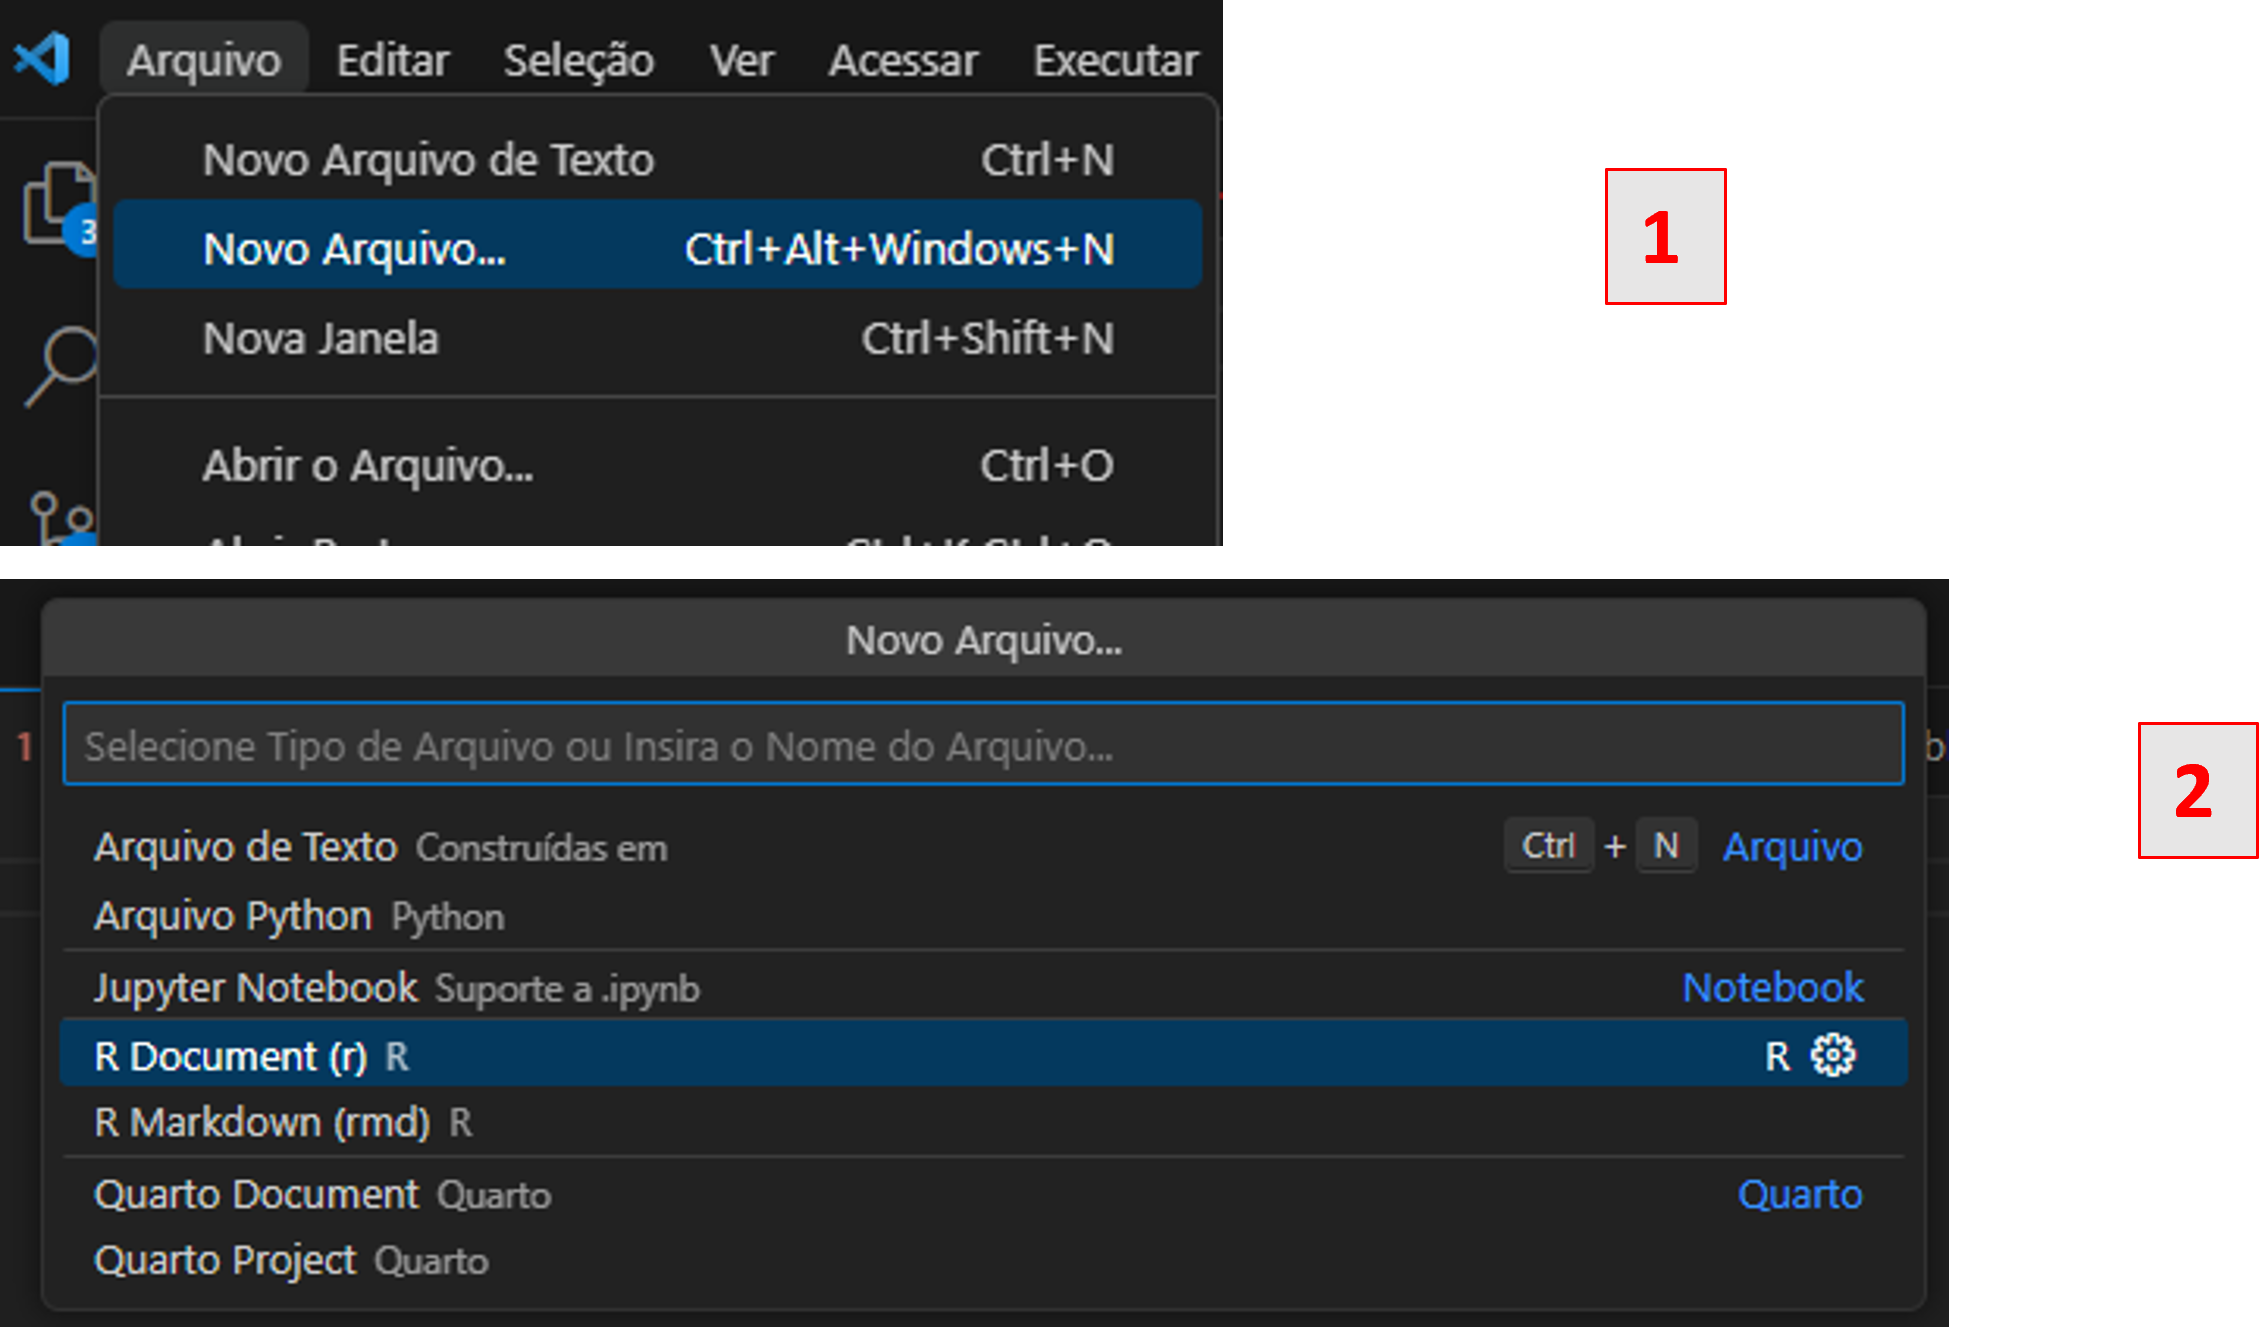 Arquivo Editar Seleção Ver Acessar Executar
Novo Arquivo de Texto Ctrl+N
3
Novo Arquivo... Ctrl+Alt+Windows+N
1
Nova Janela Ctrl+Shift+N
Abrir o Arquivo... Ctrl+O
Novo Arquivo...
1 Selecione Tipo de Arquivo ou Insira o Nome do Arquivo... b
2
Arquivo de Texto Construídas em Ctrl + N Arquivo
Arquivo Python Python
Jupyter Notebook Suporte a .ipynb Notebook
R Document (r) R R
R Markdown (rmd) R
Quarto Document Quarto Quarto
Quarto Project Quarto